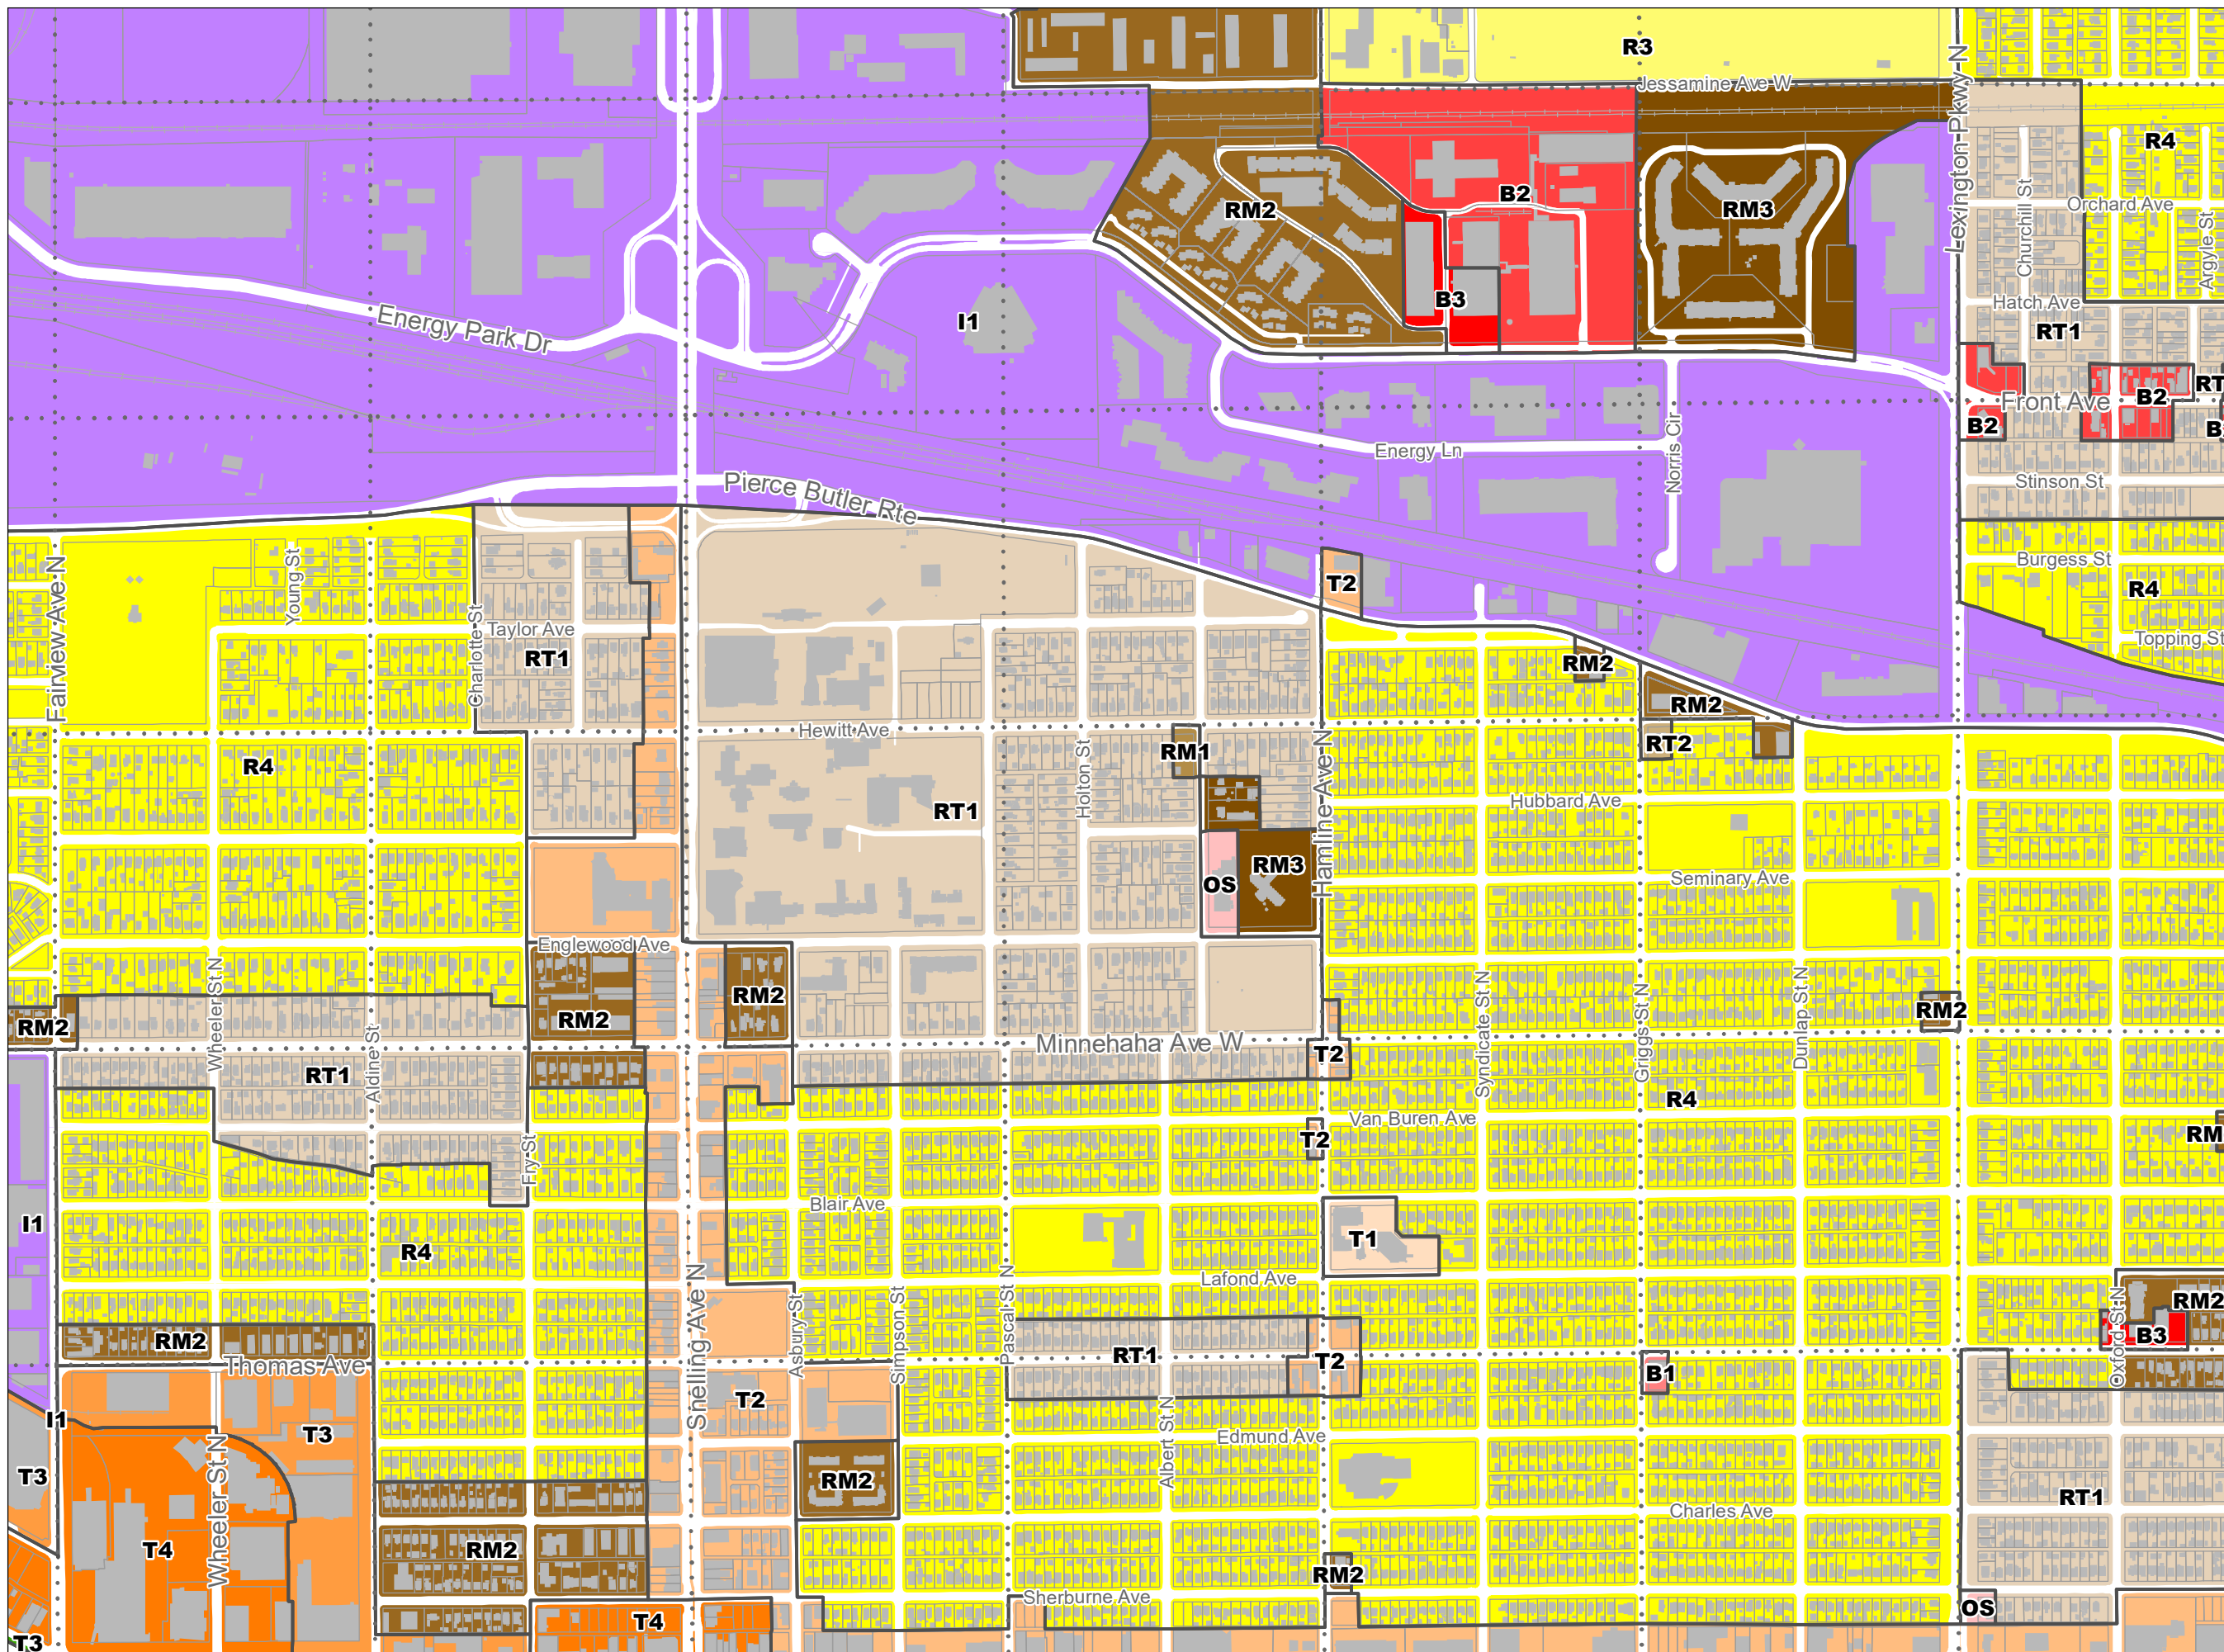 R3
Jessamine Ave W
Lexington Pkwy N
R4
RM2
B2
RM3
Churchill St
Orchard Ave
Argyle St
B3
Hatch Ave
I1
Energy Park Dr
RT1
RT
B2
Front Ave
B2
B
Energy Ln
Norris Cir
Stinson St
Pierce Butler Rte
Fairview Ave N
Young St
Burgess St
T2
R4
Charlotte St
Taylor Ave
Topping St
RT1
RM2
RM2
Hewitt Ave
RM1
RT2
R4
Holton St
Hamline Ave N
Hubbard Ave
RT1
RM3
OS
Seminary Ave
Englewood Ave
Wheeler St N
RM2
Syndicate St N
Griggs St N
Dunlap St N
RM2
RM2
RM2
Minnehaha Ave W
T2
Aldine St
RT1
R4
Van Buren Ave
T2
RM
Fry St
Blair Ave
I1
T1
R4
Lafond Ave
Snelling Ave N
Asbury St
Simpson St
Pascal St N
Oxford St N
RM2
B3
RM2
RT1
T2
Thomas Ave
B1
T2
I1
T3
Albert St N
Edmund Ave
T3
Wheeler St N
RM2
RT1
Charles Ave
T4
RM2
RM2
Sherburne Ave
OS
T4
T3